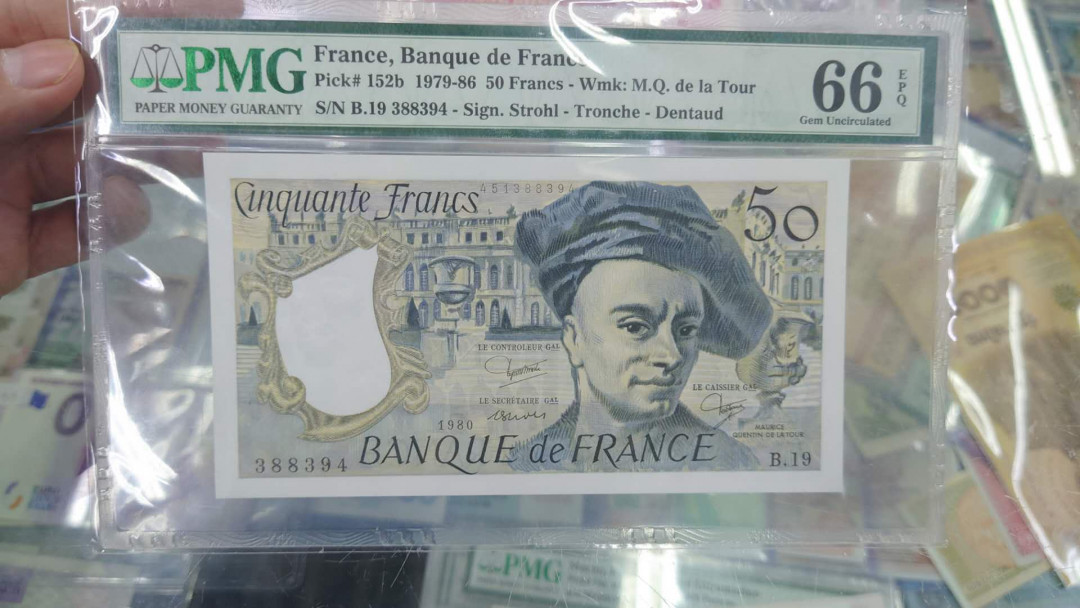 PMG
PAPER MONEY GUARANTY
France, Banque de France
Pick# 152b 1979-86 50 Francs - Wmk: M.Q. de la Tour
S/N B.19 388394 - Sign. Strohl - Tronche - Dentaud
66
EPQ
Gem Uncirculated
Cinquante Francs
451388394
50
LE CONTROLEUR GAL
LE CAISSIER GAL
LE SECRÉTAIRE GAL
1980
MAURICE
QUENTIN DE LA TOUR
BANQUE de FRANCE
388394
B.19
PMG